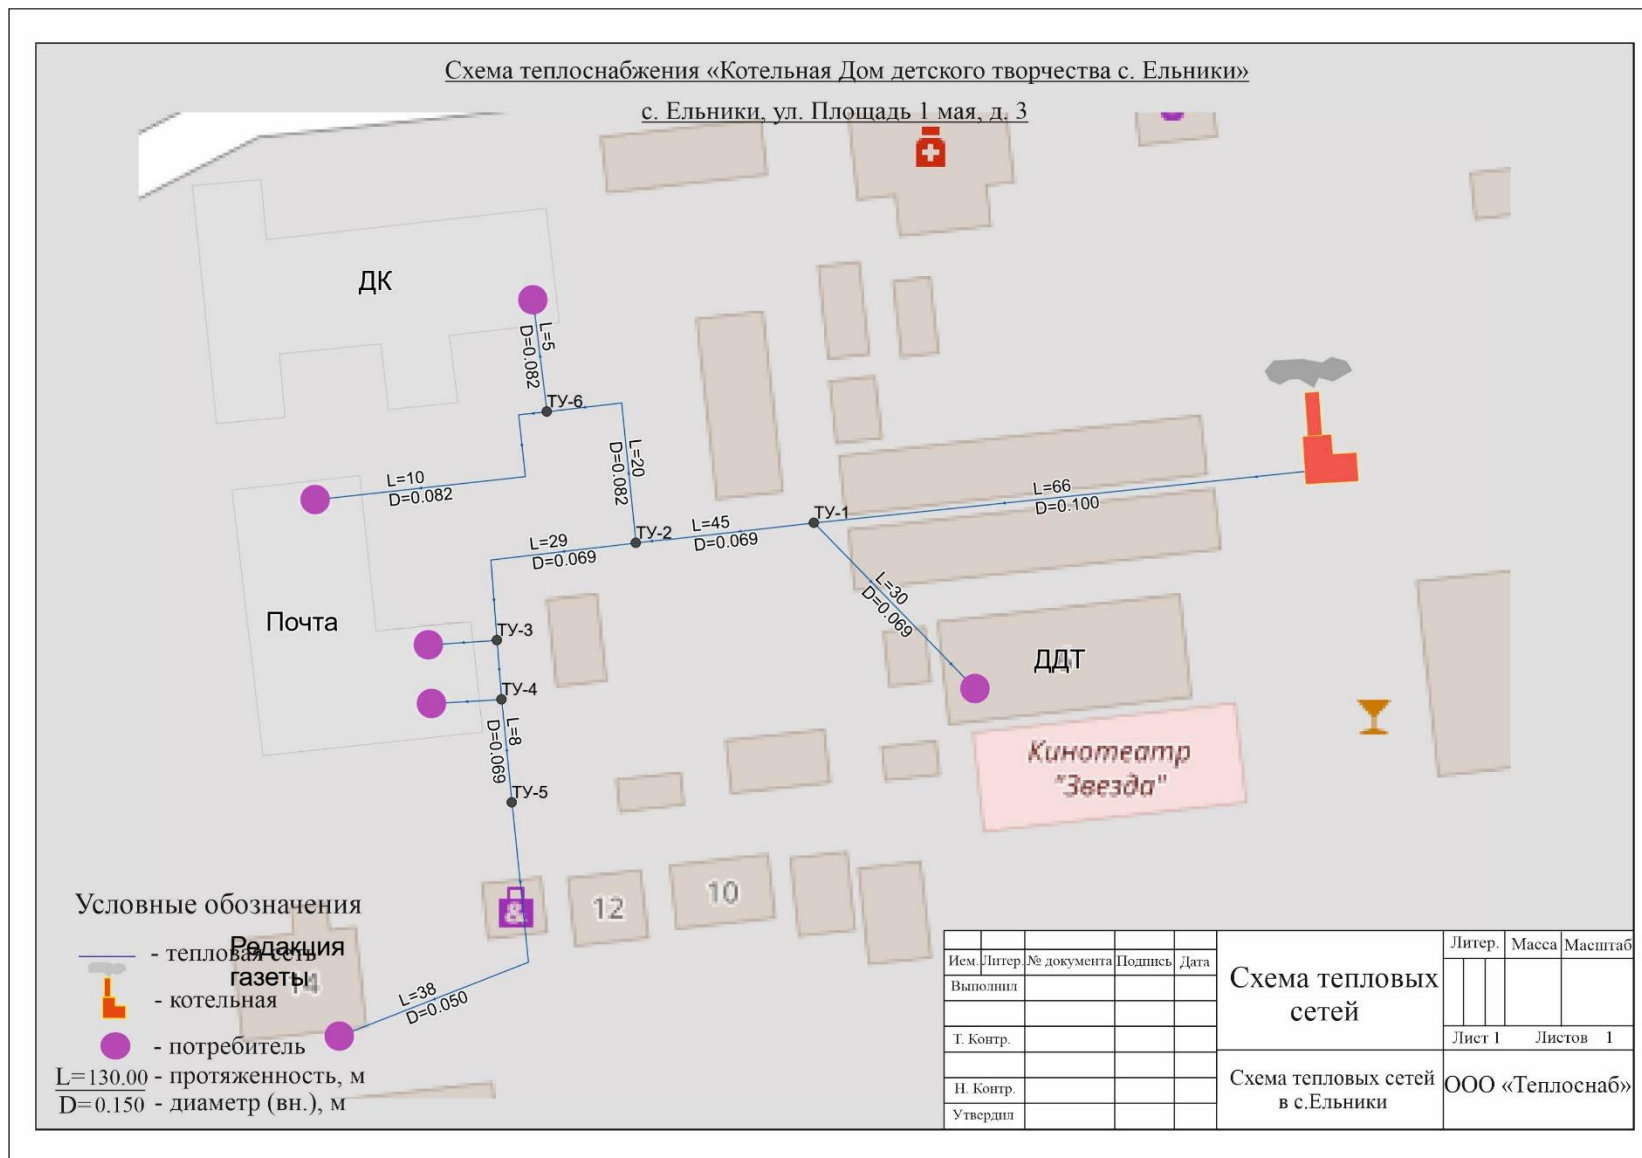 Схема теплоснабжения «Котельная Дом детского творчества с. Ельники»
с. Ельники, ул. Площадь 1 мая, д. 3
ДК
L=5
D=0.082
ТУ-6
L=20
D=0.082
L=10
D=0.082
L=66
D=0.100
ТУ-1
L=45
D=0.069
ТУ-2
L=29
D=0.069
L=30
D=0.069
Почта
ТУ-3
ДДТ
ТУ-4
L=8
D=0.069
Кинотеатр
"Звезда"
ТУ-5
&
12
10
Условные обозначения
- тепловая сеть
Редакция
газеты
14
- котельная
L=38
D=0.050
- потребитель
L=130.00 - протяженность, м
D=0.150 - диаметр (вн.), м
Изм. Литер. № документа Подпись Дата
Выполнил
Т. Контр.
Н. Контр.
Утвердил
Схема тепловых
сетей
Литер. Масса Масштаб
Лист 1 Листов 1
Схема тепловых сетей
в с.Ельники
ООО «Теплоснаб»